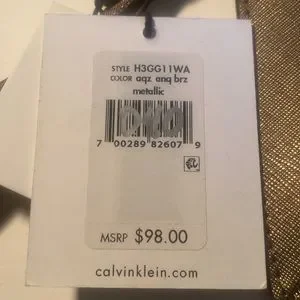 STYLE H3GG11WA
COLOR aqz anq brz
metallic
7 00289 82607 9
MSRP $98.00
calvinklein.com